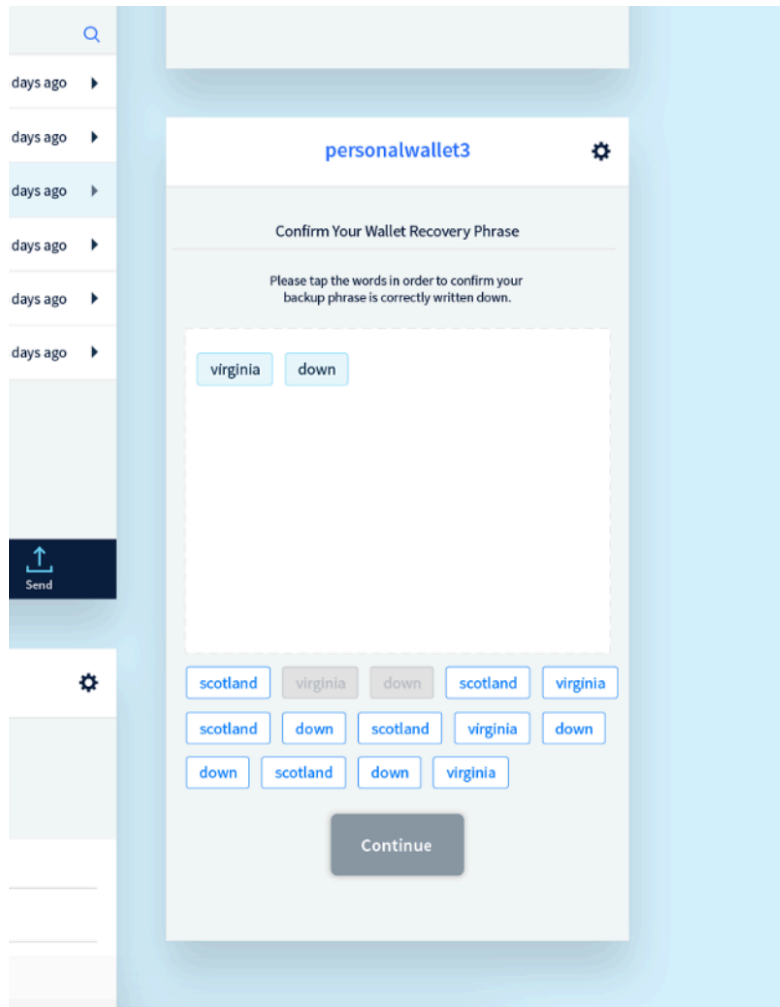 days ago
days ago
days ago
days ago
days ago
days ago
Send
personalwallet3
Confirm Your Wallet Recovery Phrase
Please tap the words in order to confirm your
backup phrase is correctly written down.
virginia down
scotland virginia down scotland virginia
scotland down scotland virginia down
down scotland down virginia
Continue